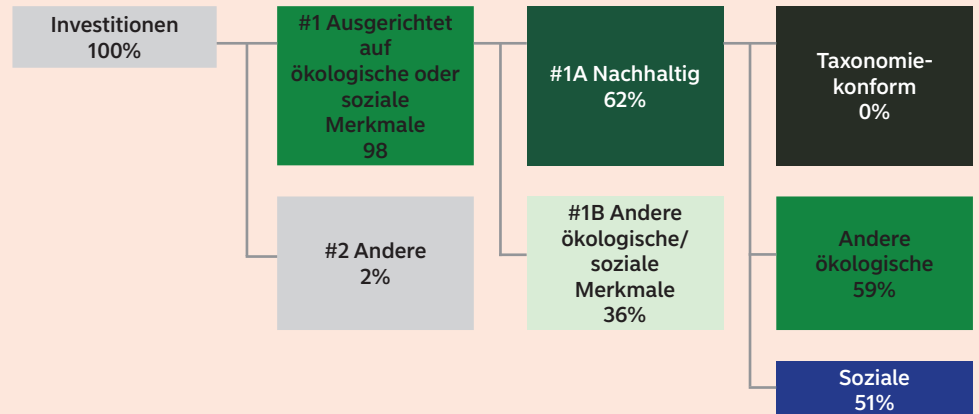 Investitionen
100%
#1 Ausgerichtet
auf
ökologische oder
soziale
Merkmale
98
#2 Andere
2%
#1A Nachhaltig
62%
#1B Andere
ökologische/
soziale
Merkmale
36%
Taxonomie-
konform
0%
Andere
ökologische
59%
Soziale
51%